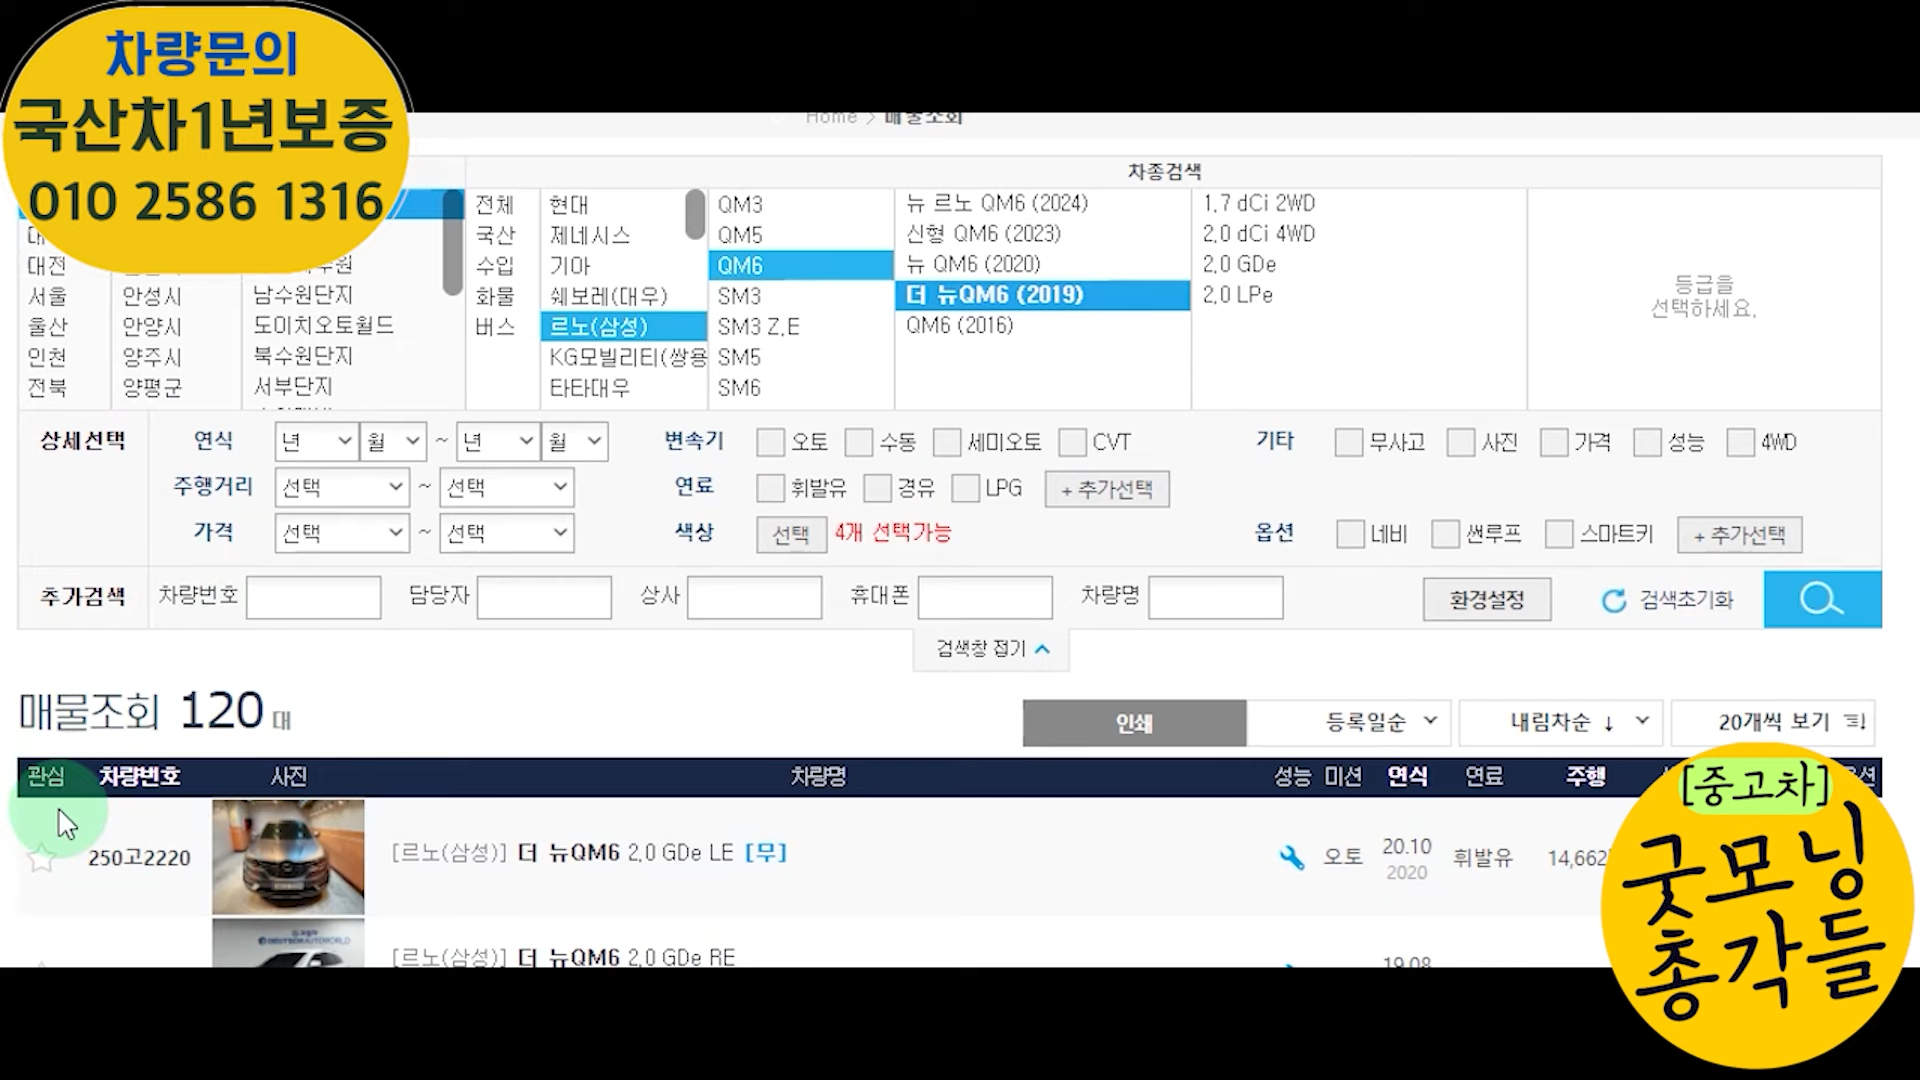 차량문의
국산차1년보증
010 2586 1316
Home > 매물조회
차종검색
대전
서울
울산
인천
전북
안성시
안양시
양주시
양평군
남수원단지
도이치오토월드
북수원단지
서부단지
전체
국산
수입
화물
버스
현대
제네시스
기아
쉐보레(대우)
르노(삼성)
KG모빌리티(쌍용
타타대우
QM3
QM5
QM6
SM3
SM3 Z.E
SM5
SM6
뉴 르노 QM6 (2024)
신형 QM6 (2023)
뉴 QM6 (2020)
더 뉴QM6 (2019)
QM6 (2016)
1.7 dCi 2WD
2.0 dCi 4WD
2.0 GDe
2.0 LPe
등급을
선택하세요.
상세선택 연식 년 월 ~ 년 월 변속기 오토 수동 세미오토 CVT 기타 무사고 사진 가격 성능 4WD
주행거리 선택 ~ 선택 연료 휘발유 경유 LPG + 추가선택
가격 선택 ~ 선택 색상 선택 4개 선택가능 옵션 네비 썬루프 스마트키 + 추가선택
추가검색 차량번호 담당자 상사 휴대폰 차량명 환경설정 검색초기화
검색창 접기
매물조회 120 대
인쇄 등록일순 내림차순 ↓ 20개씩 보기
관심 차량번호 사진 차량명 성능 미션 연식 연료 주행
250고2220 [르노(삼성)] 더 뉴QM6 2.0 GDe LE [무] 오토 20.10 휘발유 14,662
2020
[르노(삼성)] 더 뉴QM6 2.0 GDe RE 19.08
[중고차]
굿모닝
총각들